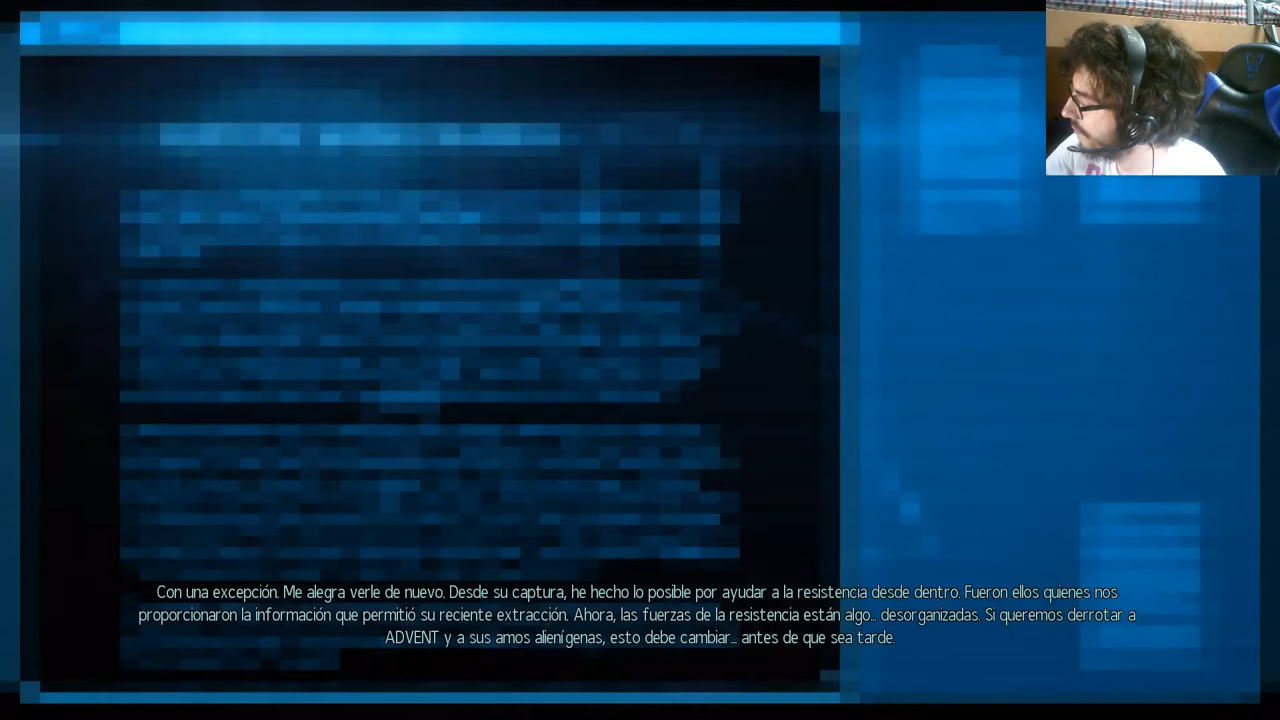 Con una excepción. Me alegra verle de nuevo. Desde su captura, he hecho lo posible por ayudar a la resistencia desde dentro. Fueron ellos quienes nos
proporcionaron la información que permitió su reciente extracción. Ahora, las fuerzas de la resistencia están algo... desorganizadas. Si queremos derrotar a
ADVENT y a sus amos alienígenas, esto debe cambiar... antes de que sea tarde.